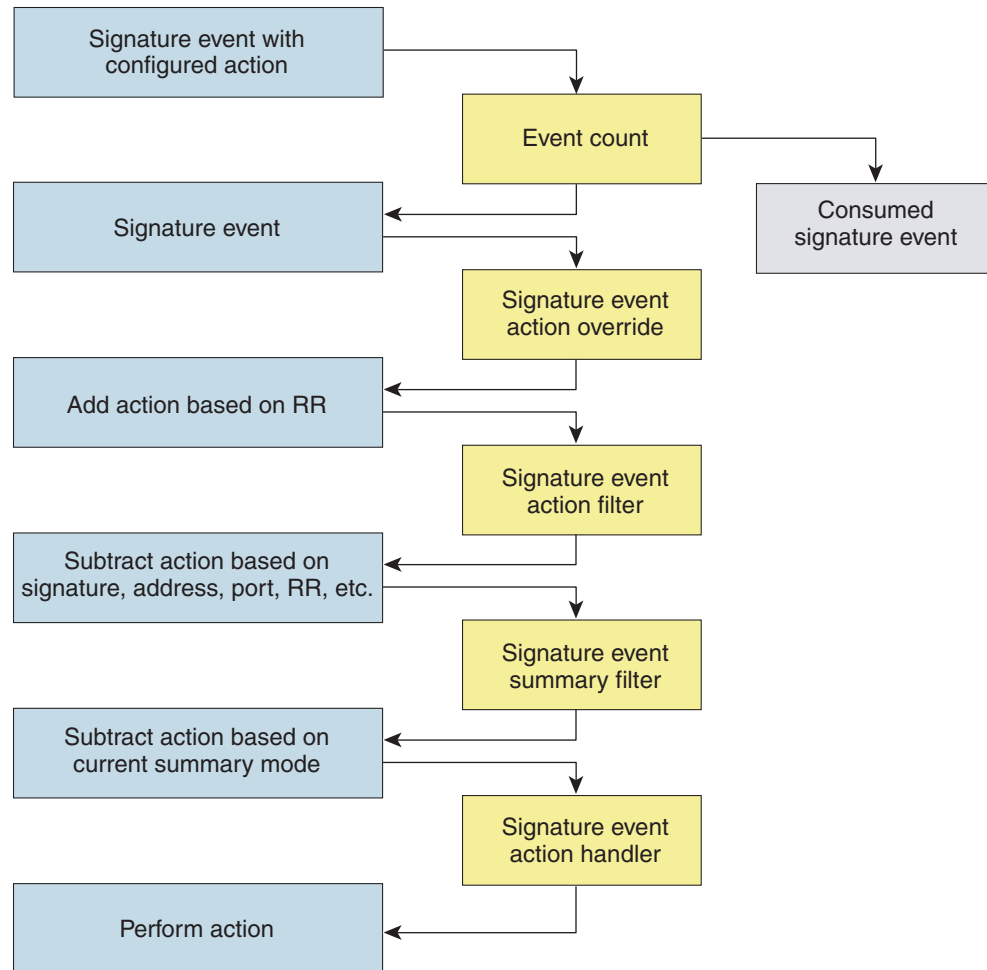 Signature event with
configured action
Event count
Consumed
signature event
Signature event
Signature event
action override
Add action based on RR
Signature event
action filter
Subtract action based on
signature, address, port, RR, etc.
Signature event
summary filter
Subtract action based on
current summary mode
Signature event
action handler
Perform action